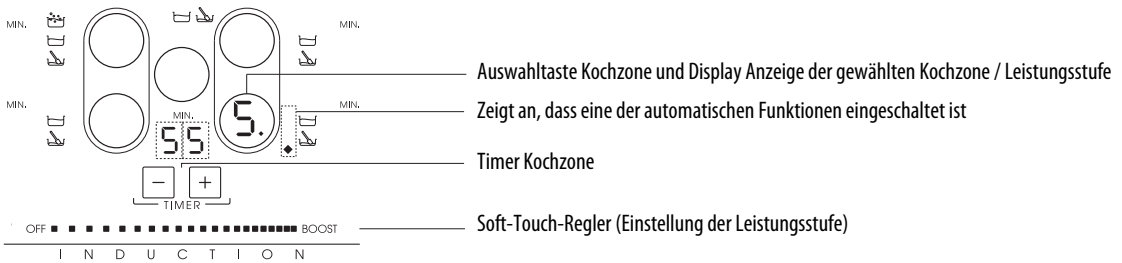 MIN.
MIN.
Auswahltaste Kochzone und Display Anzeige der gewählten Kochzone / Leistungsstufe
Zeigt an, dass eine der automatischen Funktionen eingeschaltet ist
MIN.
MIN.
MIN.
5.
55
Timer Kochzone
− +
TIMER
Soft-Touch-Regler (Einstellung der Leistungsstufe)
OFF BOOST
INDUCTION